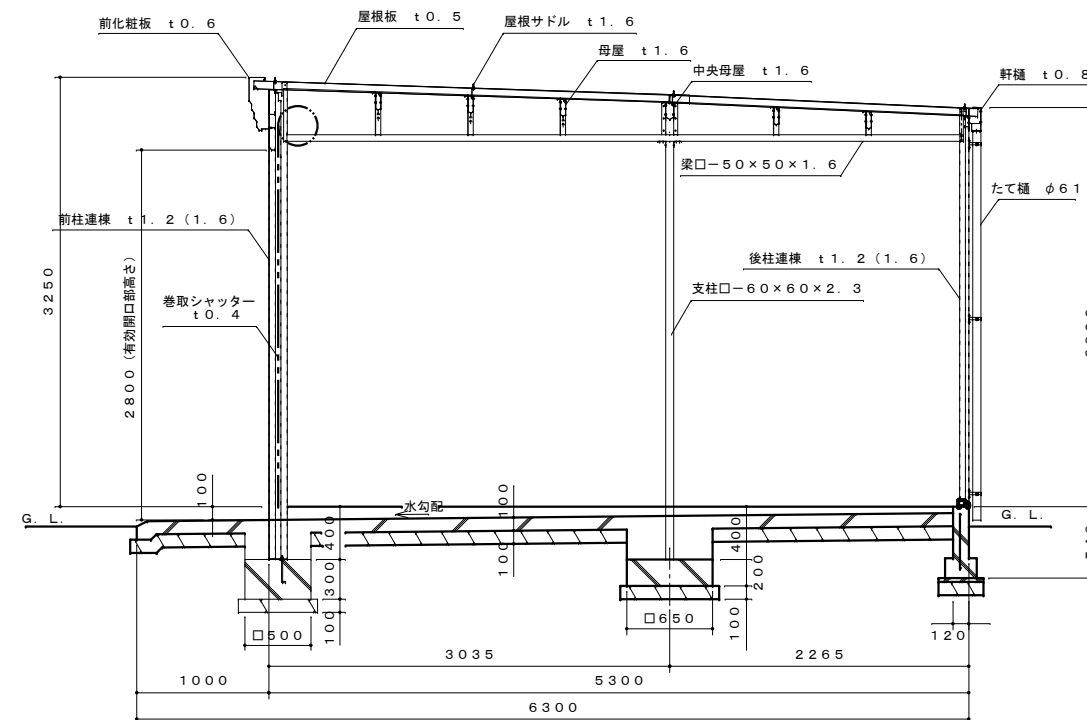 前化粧板 ｔ０．６
屋根板 ｔ０．５
屋根サドル ｔ１．６
母屋 ｔ１．６
中央母屋 ｔ１．６
軒樋 ｔ０．８
梁口－５０×５０×１．６
たて樋 φ６１
前柱連棟 ｔ１．２（１．６）
後柱連棟 ｔ１．２（１．６）
支柱口－６０×６０×２．３
巻取シャッター
ｔ０．４
３２５０
２８００（有効開口部高さ）
１００
水勾配
１００
Ｇ．Ｌ．
Ｇ．Ｌ．
４００
３００
１００
１００
４００
２００
１００
□５００
□６５０
１２０
３０３５
２２６５
１０００
５３００
６３００